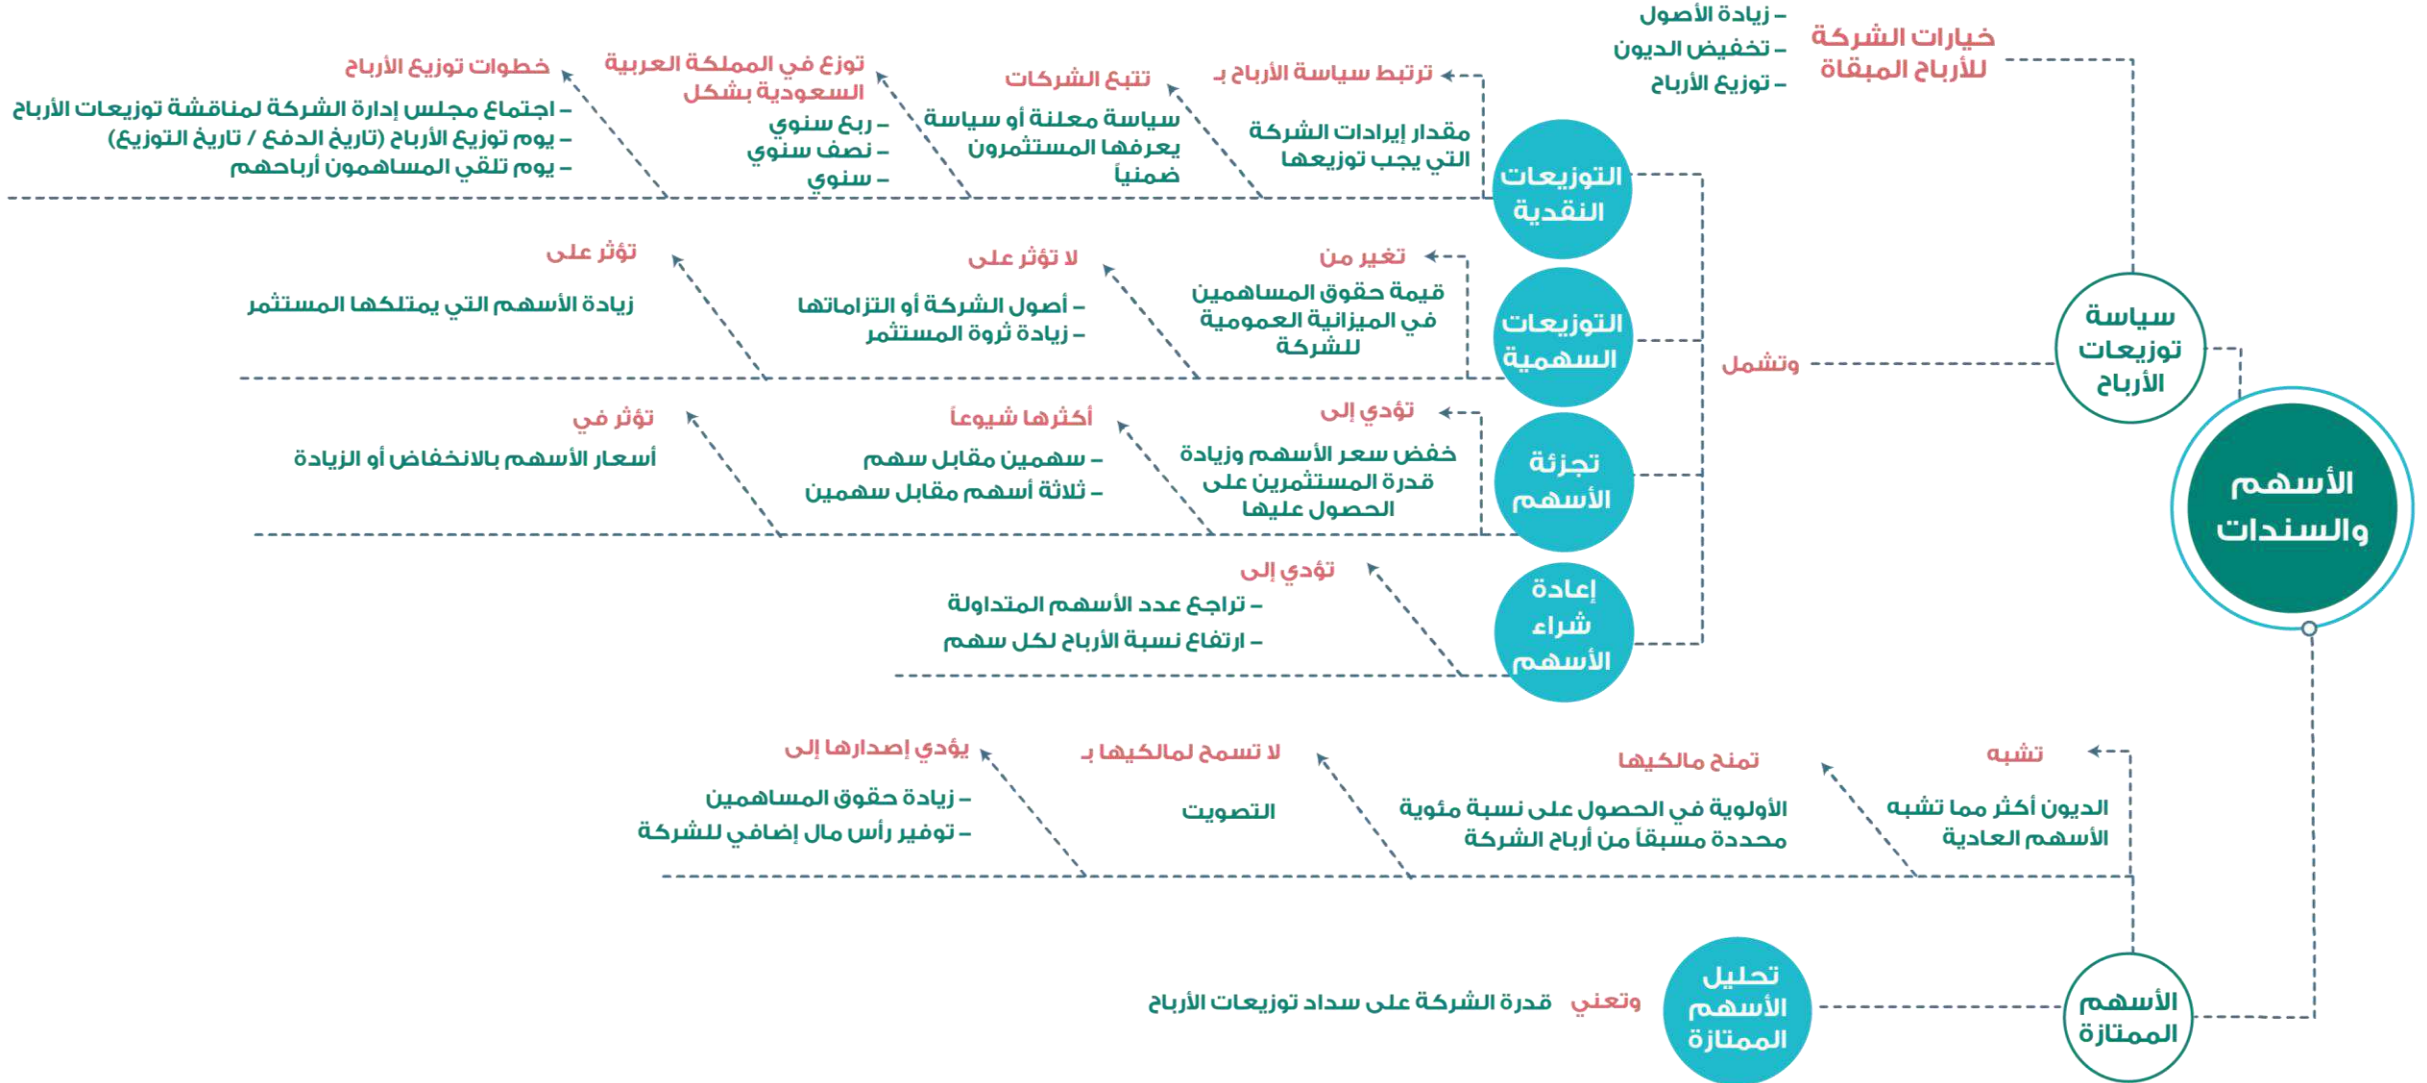 الأسهم
والسندات
سياسة
توزيعات
الأرباح
خيارات الشركة
للأرباح المبقاة
– زيادة الأصول
– تخفيض الديون
– توزيع الأرباح
وتشمل
التوزيعات
النقدية
ترتبط سياسة الأرباح بـ
مقدار إيرادات الشركة
التي يجب توزيعها
تتبع الشركات
سياسة معلنة أو سياسة
يعرفها المستثمرون
ضمنياً
توزع في المملكة العربية
السعودية بشكل
– ربع سنوي
– نصف سنوي
– سنوي
خطوات توزيع الأرباح
– اجتماع مجلس إدارة الشركة لمناقشة توزيعات الأرباح
– يوم توزيع الأرباح (تاريخ الدفع / تاريخ التوزيع)
– يوم تلقي المساهمون أرباحهم
التوزيعات
السهمية
تغير من
قيمة حقوق المساهمين
في الميزانية العمومية
للشركة
لا تؤثر على
– أصول الشركة أو التزاماتها
– زيادة ثروة المستثمر
تؤثر على
زيادة الأسهم التي يمتلكها المستثمر
تجزئة
الأسهم
تؤدي إلى
خفض سعر الأسهم وزيادة
قدرة المستثمرين على
الحصول عليها
أكثرها شيوعاً
– سهمين مقابل سهم
– ثلاثة أسهم مقابل سهمين
تؤثر في
أسعار الأسهم بالانخفاض أو الزيادة
إعادة
شراء
الأسهم
تؤدي إلى
– تراجع عدد الأسهم المتداولة
– ارتفاع نسبة الأرباح لكل سهم
الأسهم
الممتازة
تشبه
الديون أكثر مما تشبه
الأسهم العادية
تمنح مالكيها
الأولوية في الحصول على نسبة مئوية
محددة مسبقاً من أرباح الشركة
لا تسمح لمالكيها بـ
التصويت
يؤدي إصدارها إلى
– زيادة حقوق المساهمين
– توفير رأس مال إضافي للشركة
تحليل
الأسهم
الممتازة
وتعني
قدرة الشركة على سداد توزيعات الأرباح